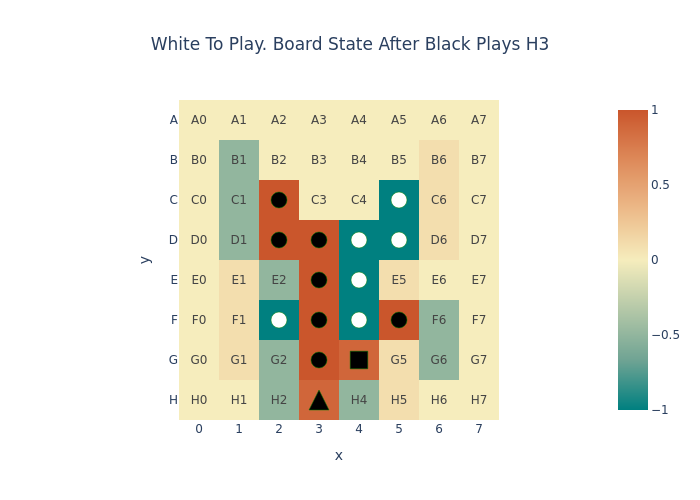 White To Play. Board State After Black Plays H3
A A0 A1 A2 A3 A4 A5 A6 A7
B B0 B1 B2 B3 B4 B5 B6 B7
C C0 C1 C3 C4 C6 C7
D D0 D1 D6 D7
E E0 E1 E2 E5 E6 E7
F F0 F1 F6 F7
G G0 G1 G2 G5 G6 G7
H H0 H1 H2 H4 H5 H6 H7
0 1 2 3 4 5 6 7
x
y
1
0.5
0
−0.5
−1